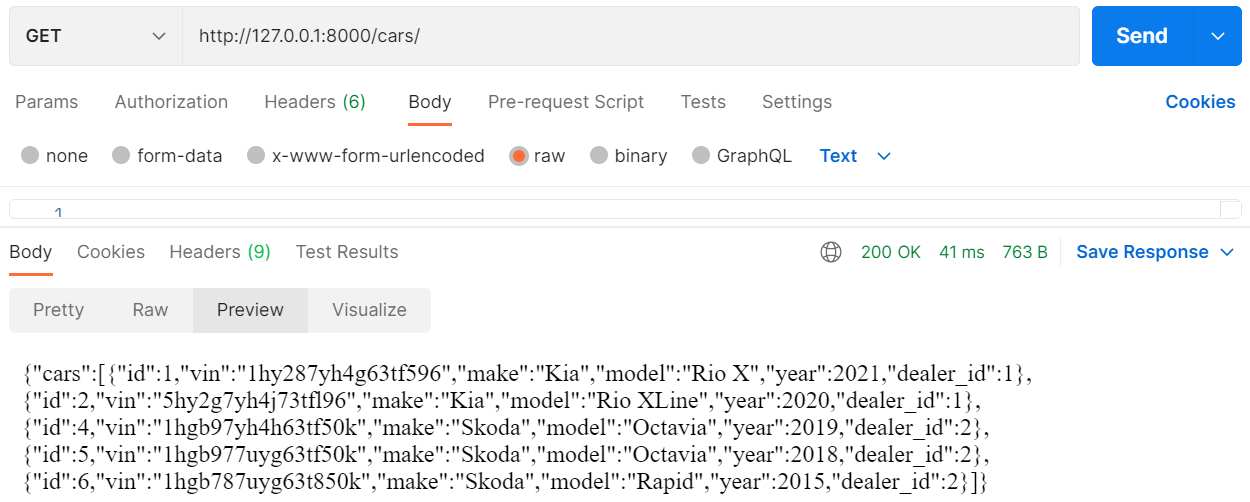 GET http://127.0.0.1:8000/cars/ Send
Params Authorization Headers (6) Body Pre-request Script Tests Settings Cookies
none form-data x-www-form-urlencoded raw binary GraphQL Text
1
Body Cookies Headers (9) Test Results 200 OK 41 ms 763 B Save Response
Pretty Raw Preview Visualize
{"cars":[{"id":1,"vin":"1hy287yh4g63tf596","make":"Kia","model":"Rio X","year":2021,"dealer_id":1},
{"id":2,"vin":"5hy2g7yh4j73tfl96","make":"Kia","model":"Rio XLine","year":2020,"dealer_id":1},
{"id":4,"vin":"1hgb97yh4h63tf50k","make":"Skoda","model":"Octavia","year":2019,"dealer_id":2},
{"id":5,"vin":"1hgb977uyg63tf50k","make":"Skoda","model":"Octavia","year":2018,"dealer_id":2},
{"id":6,"vin":"1hgb787uyg63t850k","make":"Skoda","model":"Rapid","year":2015,"dealer_id":2}]}